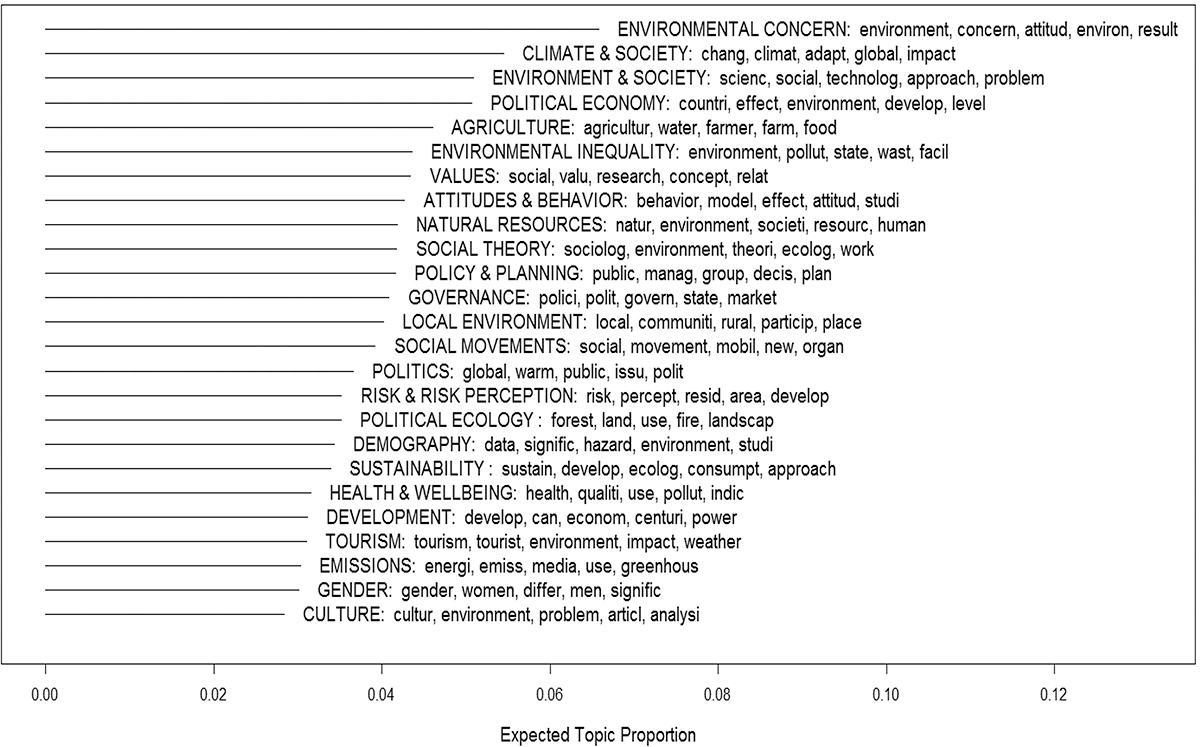 ENVIRONMENTAL CONCERN: environment, concern, attitud, environ, result
CLIMATE & SOCIETY: chang, climat, adapt, global, impact
ENVIRONMENT & SOCIETY: scienc, social, technolog, approach, problem
POLITICAL ECONOMY: countri, effect, environment, develop, level
AGRICULTURE: agricultur, water, farmer, farm, food
ENVIRONMENTAL INEQUALITY: environment, pollut, state, wast, facil
VALUES: social, valu, research, concept, relat
ATTITUDES & BEHAVIOR: behavior, model, effect, attitud, studi
NATURAL RESOURCES: natur, environment, societi, resourc, human
SOCIAL THEORY: sociolog, environment, theori, ecolog, work
POLICY & PLANNING: public, manag, group, decis, plan
GOVERNANCE: polici, polit, govern, state, market
LOCAL ENVIRONMENT: local, communiti, rural, particip, place
SOCIAL MOVEMENTS: social, movement, mobil, new, organ
POLITICS: global, warm, public, issu, polit
RISK & RISK PERCEPTION: risk, percept, resid, area, develop
POLITICAL ECOLOGY : forest, land, use, fire, landscap
DEMOGRAPHY: data, signific, hazard, environment, studi
SUSTAINABILITY : sustain, develop, ecolog, consumpt, approach
HEALTH & WELLBEING: health, qualiti, use, pollut, indic
DEVELOPMENT: develop, can, econom, centuri, power
TOURISM: tourism, tourist, environment, impact, weather
EMISSIONS: energi, emiss, media, use, greenhous
GENDER: gender, women, differ, men, signific
CULTURE: cultur, environment, problem, articl, analysi
0.00 0.02 0.04 0.06 0.08 0.10 0.12
Expected Topic Proportion